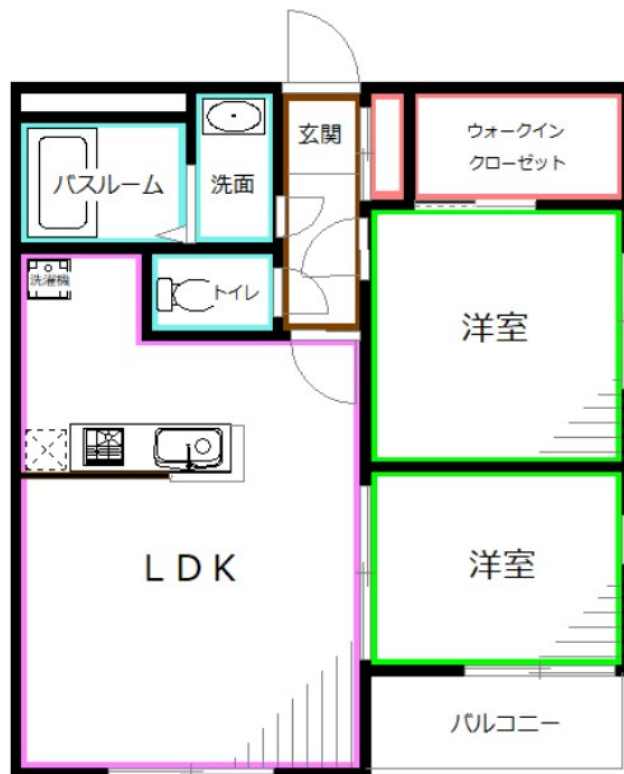 玄関
ウォークイン
クローゼット
バスルーム
洗面
洗濯機
トイレ
洋室
LDK
洋室
バルコニー